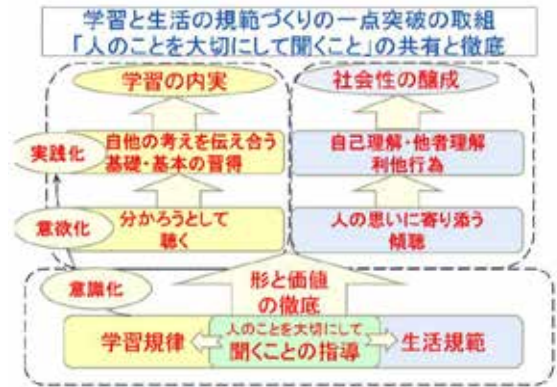 学習と生活の規範づくりの一点突破の取組
「人のことを大切にして聞くこと」の共有と徹底
学習の内実
社会性の醸成
実践化
自他の考えを伝え合う
基礎・基本の習得
自己理解・他者理解
利他行為
意欲化
分かろうとして
聴く
人の思いに寄り添う
傾聴
意識化
形と価値
の徹底
学習規律
人のことを大切にして
聞くことの指導
生活規範